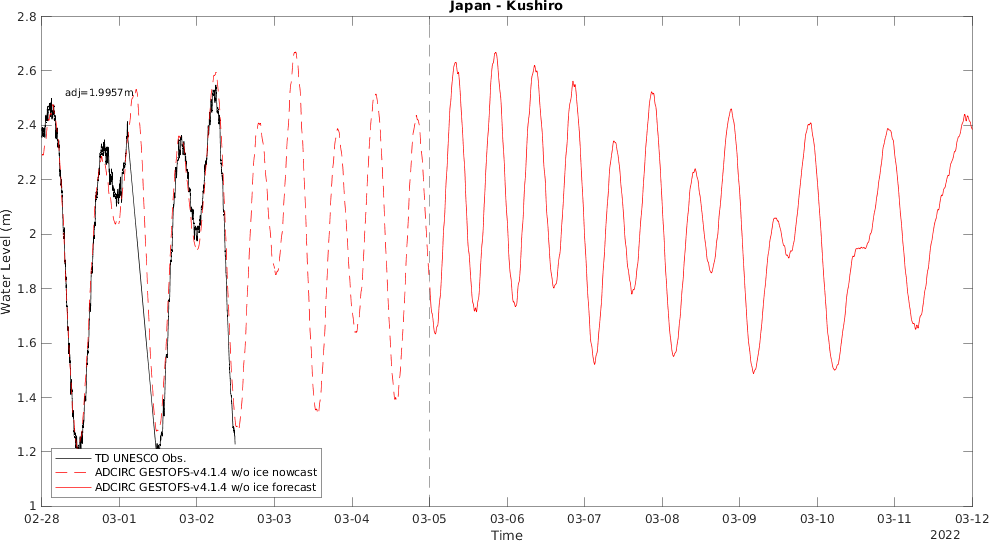 Japan - Kushiro
2.8
2.6
2.4
2.2
2
1.8
1.6
1.4
1.2
1
Water Level (m)
adj=1.9957m
TD UNESCO Obs.
ADCIRC GESTOFS-v4.1.4 w/o ice nowcast
ADCIRC GESTOFS-v4.1.4 w/o ice forecast
02-28 03-01 03-02 03-03 03-04 03-05 03-06 03-07 03-08 03-09 03-10 03-11 03-12
Time
2022